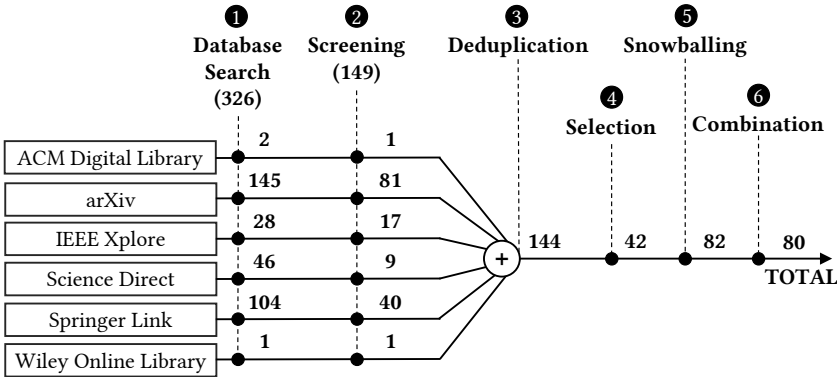 1 2 3 5
Database Screening Deduplication Snowballing
Search (149)
(326)
4 6
Selection Combination
ACM Digital Library 2 1
arXiv 145 81
IEEE Xplore 28 17
+ 144 42 82 80
Science Direct 46 9
TOTAL
Springer Link 104 40
Wiley Online Library 1 1